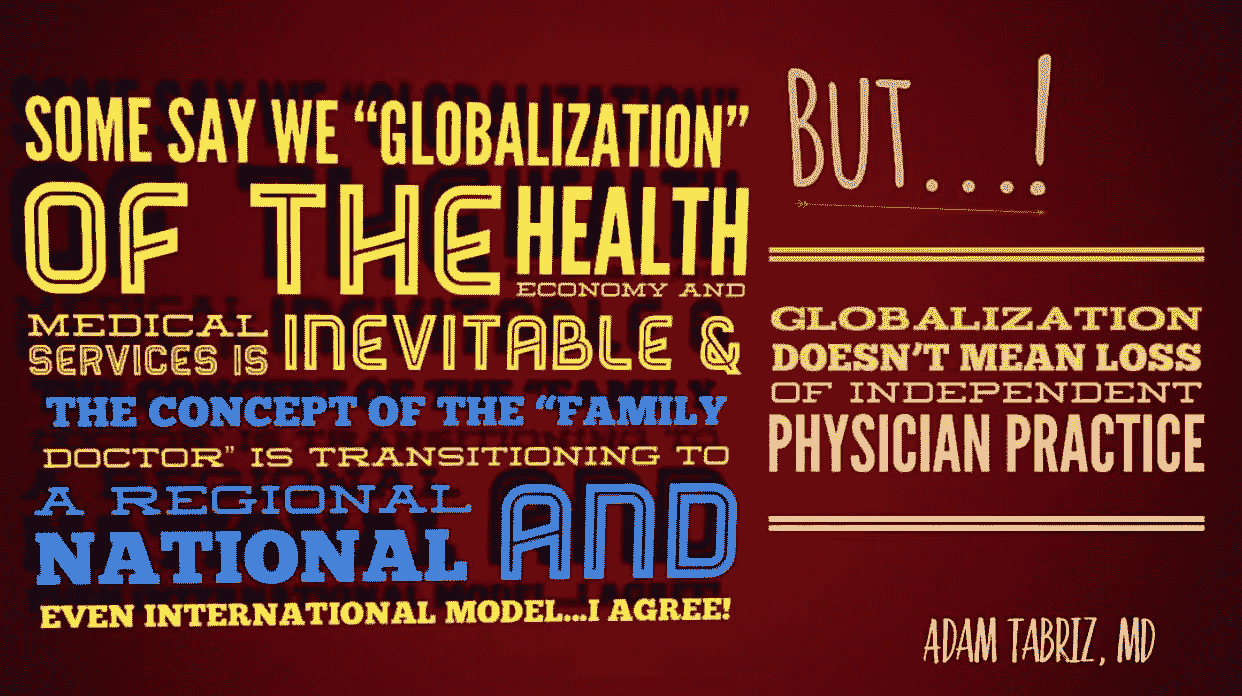 SOME SAY WE “GLOBALIZATION”
OF THE HEALTH
ECONOMY AND
MEDICAL
SERVICES IS INEVITABLE &
THE CONCEPT OF THE “FAMILY
DOCTOR” IS TRANSITIONING TO
A REGIONAL
NATIONAL AND
EVEN INTERNATIONAL MODEL...I AGREE!
BUT...!
GLOBALIZATION
DOESN’T MEAN LOSS
OF INDEPENDENT
PHYSICIAN PRACTICE
ADAM TABRIZ, MD